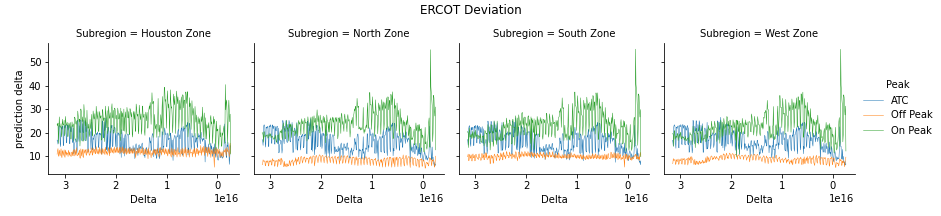 ERCOT Deviation
Subregion = Houston Zone
Subregion = North Zone
Subregion = South Zone
Subregion = West Zone
prediction delta
50
40
30
20
10
3 2 1 0
1e16
Delta
3 2 1 0
1e16
Delta
3 2 1 0
1e16
Delta
3 2 1 0
1e16
Delta
Peak
ATC
Off Peak
On Peak